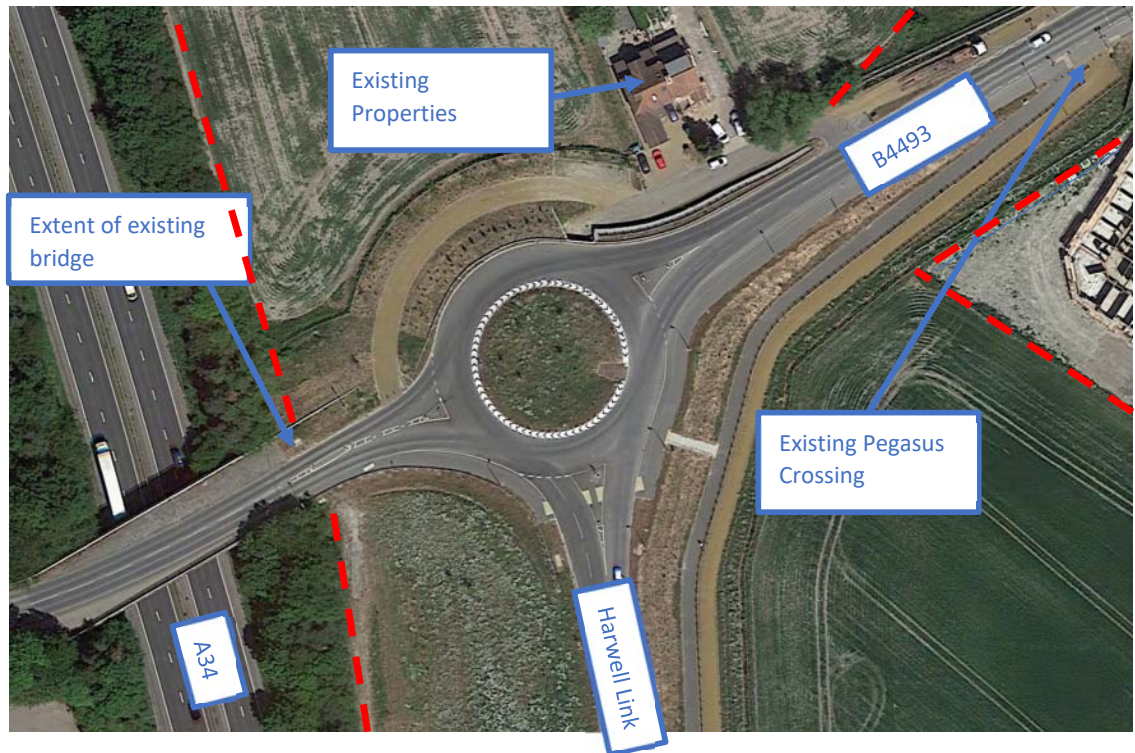 Existing
Properties
B4493
Extent of existing
bridge
Existing Pegasus
Crossing
A34
Harwell Link